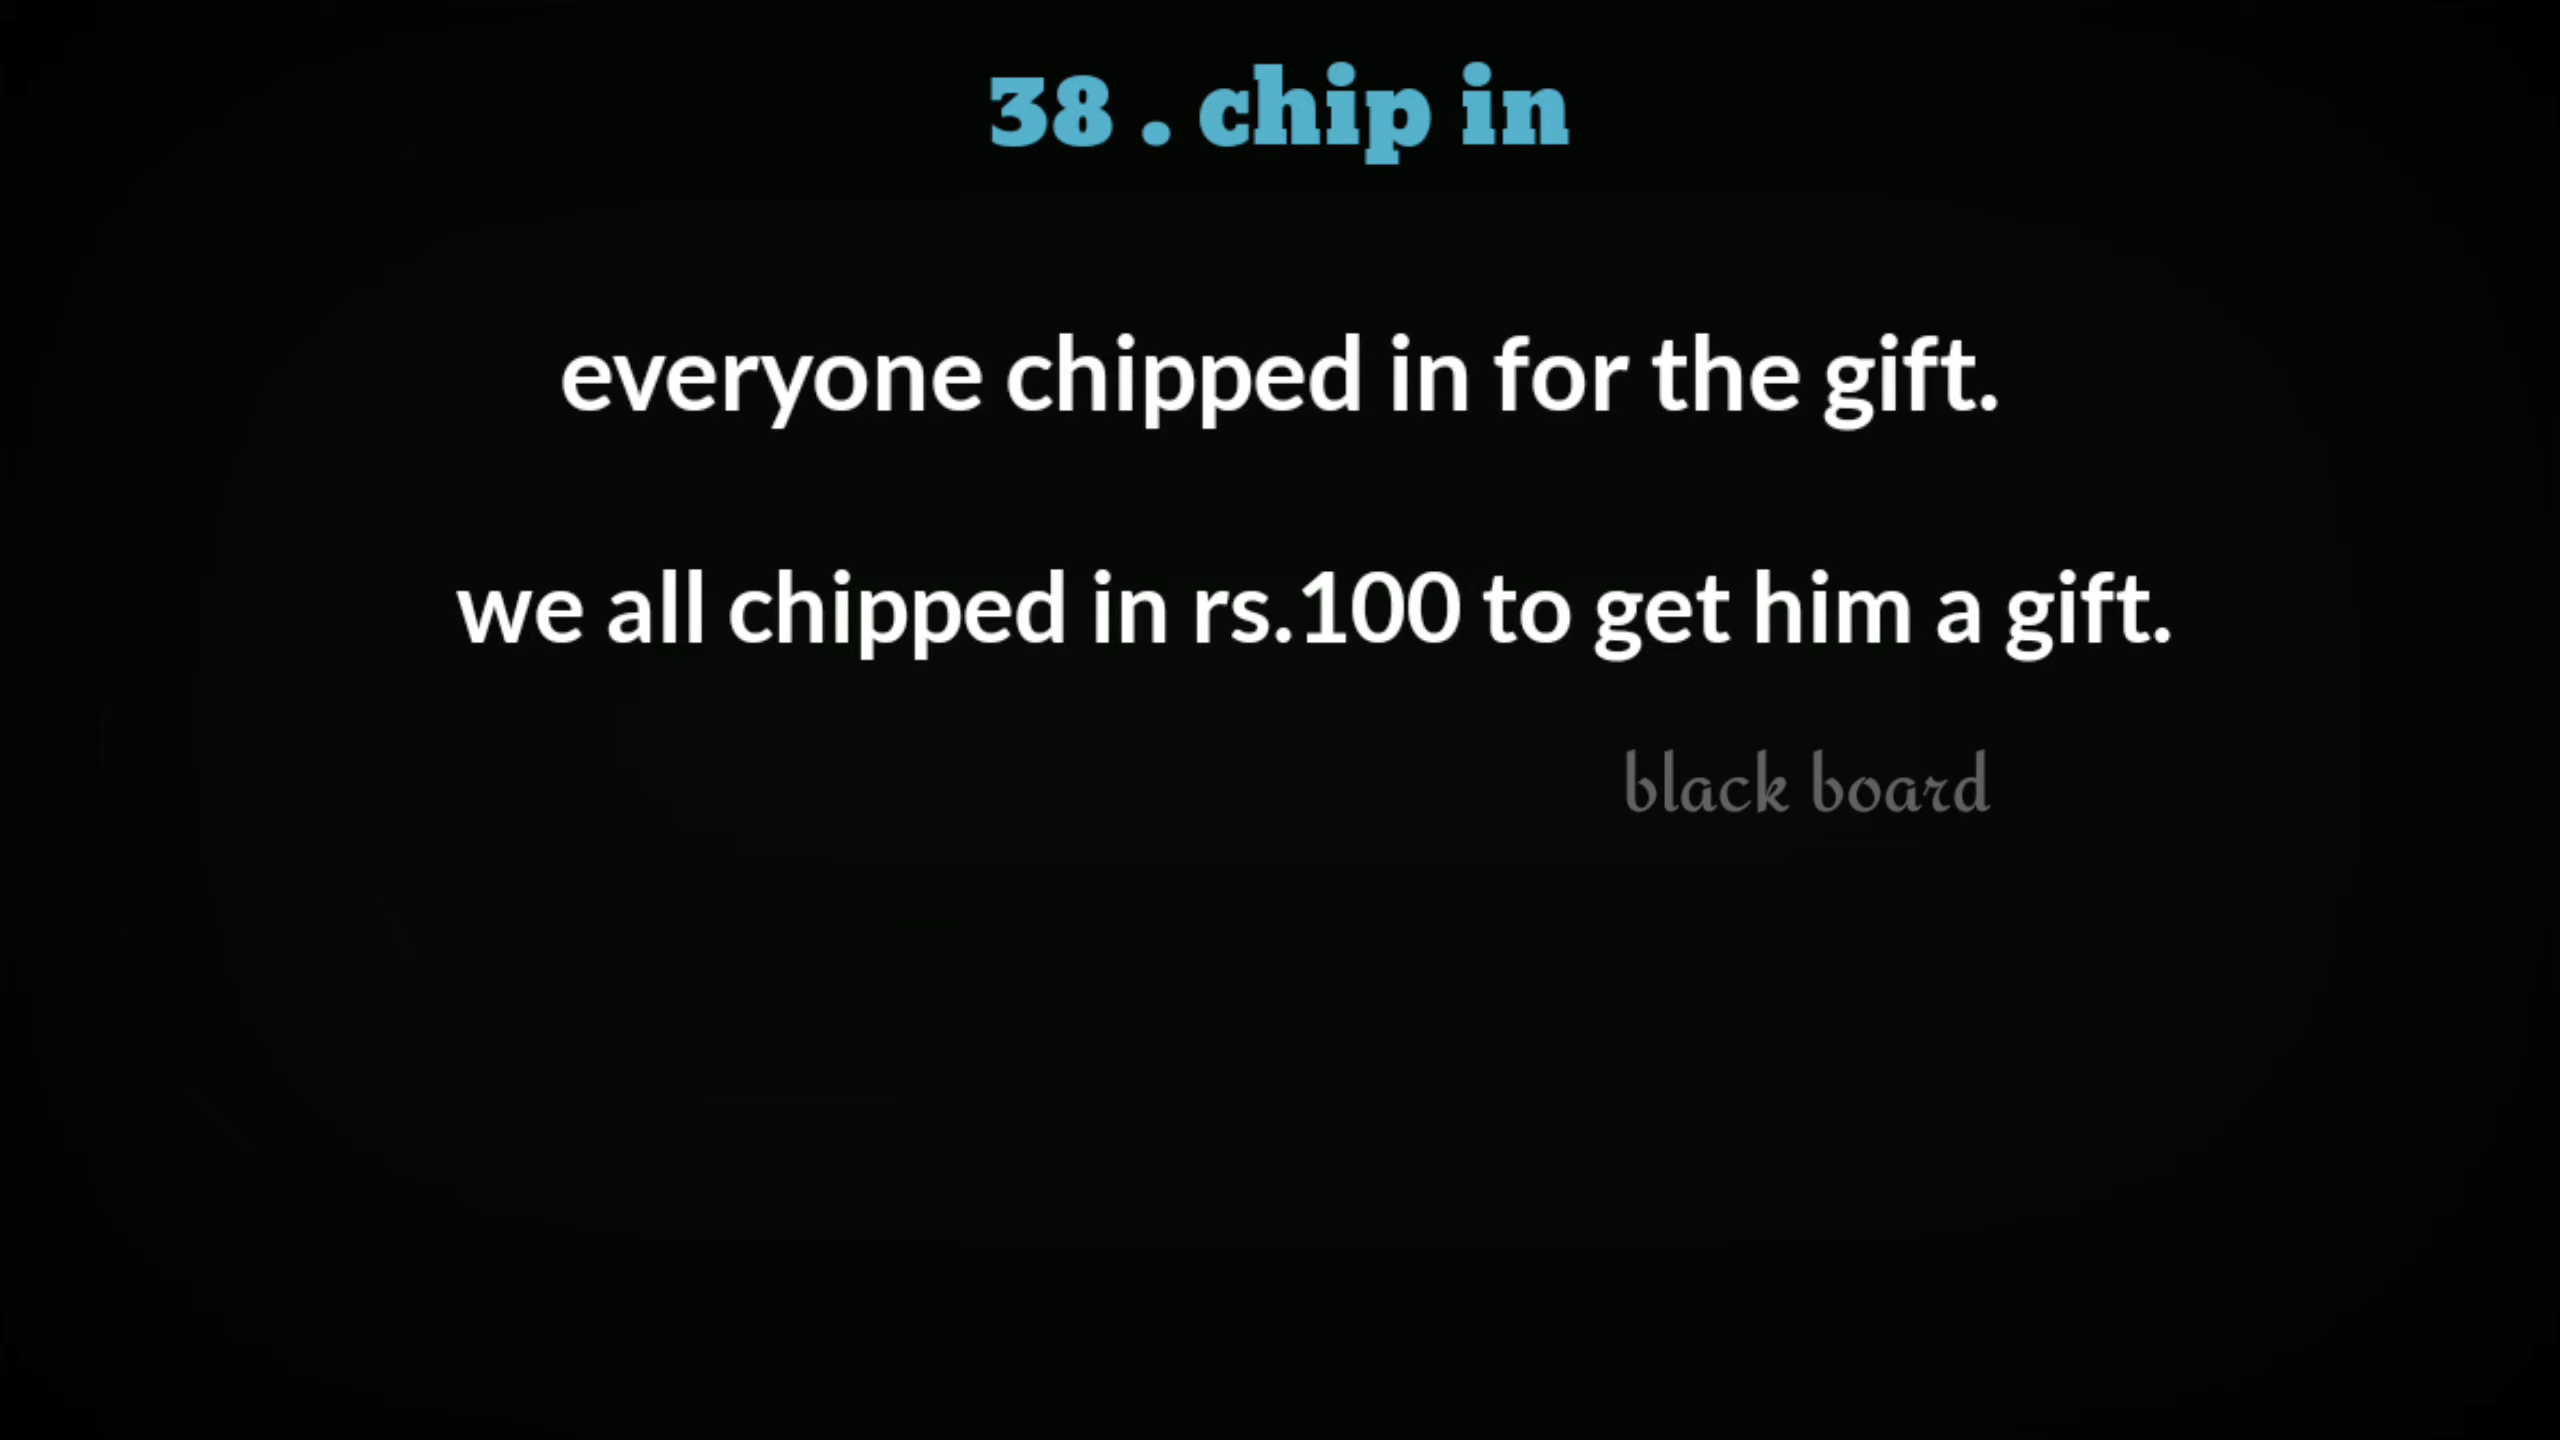 38 . chip in
everyone chipped in for the gift.
we all chipped in rs.100 to get him a gift.
black board